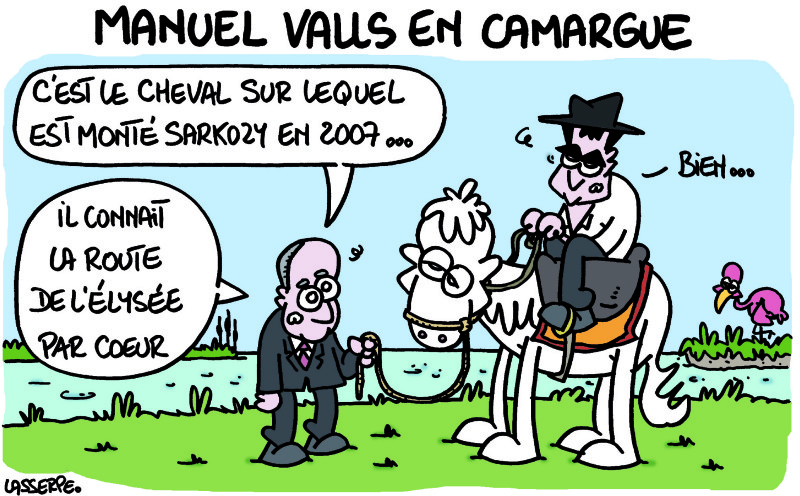 MANUEL VALLS EN CAMARGUE
C'EST LE CHEVAL SUR LEQUEL
EST MONTÉ SARKOZY EN 2007...
BIEN...
IL CONNAÎT
LA ROUTE
DE L'ÉLYSÉE
PAR COEUR
LASSERPE.